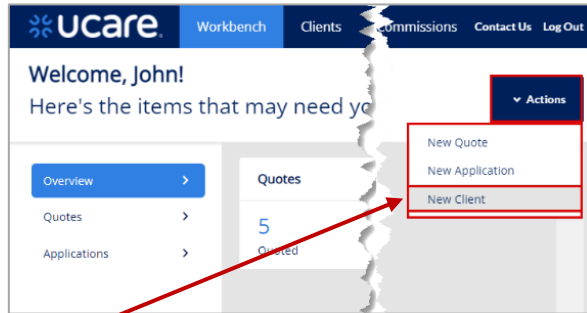 ucare. Workbench Clients Commissions Contact Us Log Out
Welcome, John!
Here's the items that may need yo
Actions
New Quote
New Application
New Client
Overview
Quotes
Applications
Quotes
5
Quoted